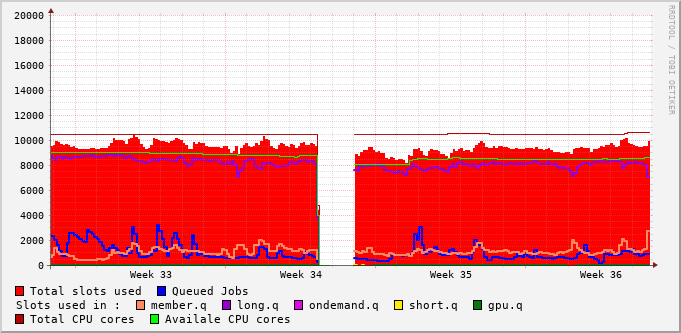 20000
18000
16000
14000
12000
10000
8000
6000
4000
2000
0
Week 33 Week 34 Week 35 Week 36
Total slots used Queued Jobs
Slots used in : member.q long.q ondemand.q short.q gpu.q
Total CPU cores Availale CPU cores
RRDTOOL / TOBI OETIKER